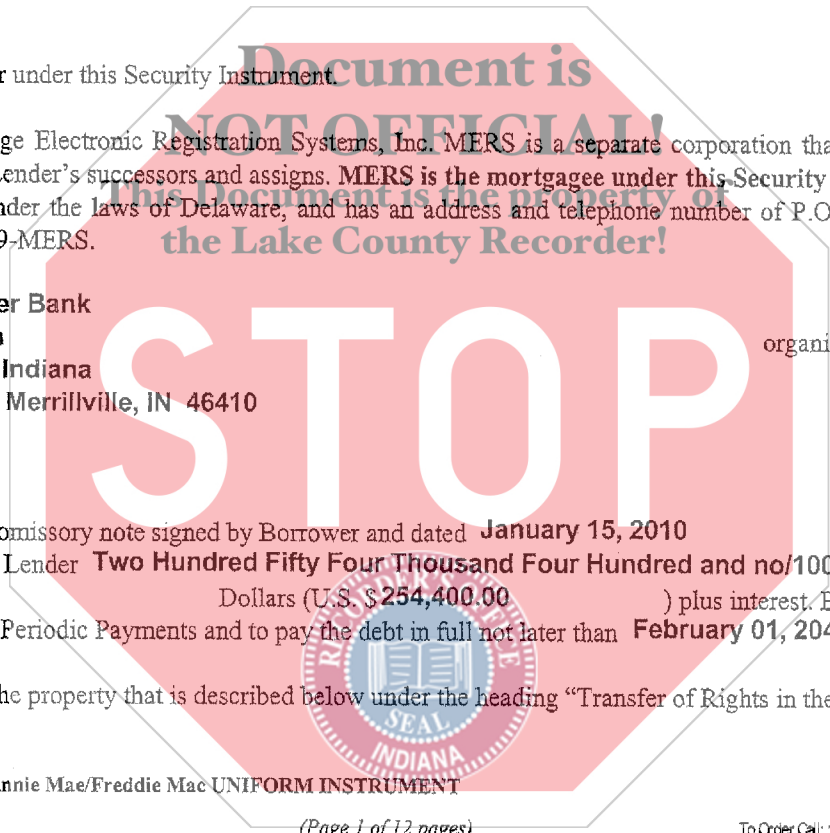 Document is
r under this Security Instrument.
NOT OFFICIAL!
ge Electronic Registration Systems, Inc. MERS is a separate corporation tha
ender's successors and assigns. MERS is the mortgagee under this Security
This Document is the property of
nder the laws of Delaware, and has an address and telephone number of P.O
9-MERS.
the Lake County Recorder!
er Bank
organi
Indiana
Merrillville, IN 46410
STOP
omissory note signed by Borrower and dated January 15, 2010
Lender Two Hundred Fifty Four Thousand Four Hundred and no/100
Dollars (U.S. $254,400.00 ) plus interest. B
Periodic Payments and to pay the debt in full not later than February 01, 204
RECORDER'S OFFICE
he property that is described below under the heading "Transfer of Rights in the
SEAL
INDIANA
nnie Mae/Freddie Mac UNIFORM INSTRUMENT
(Page 1 of 12 pages)
To Order Call: